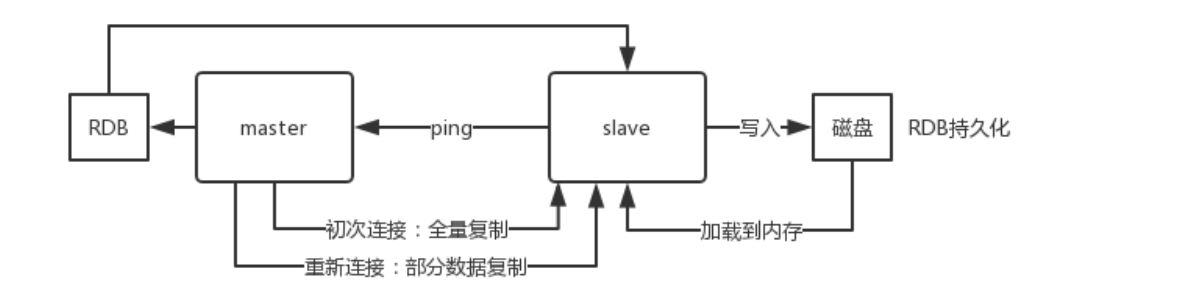 RDB
master
ping
slave
写入
磁盘
RDB持久化
初次连接：全量复制
加载到内存
重新连接：部分数据复制